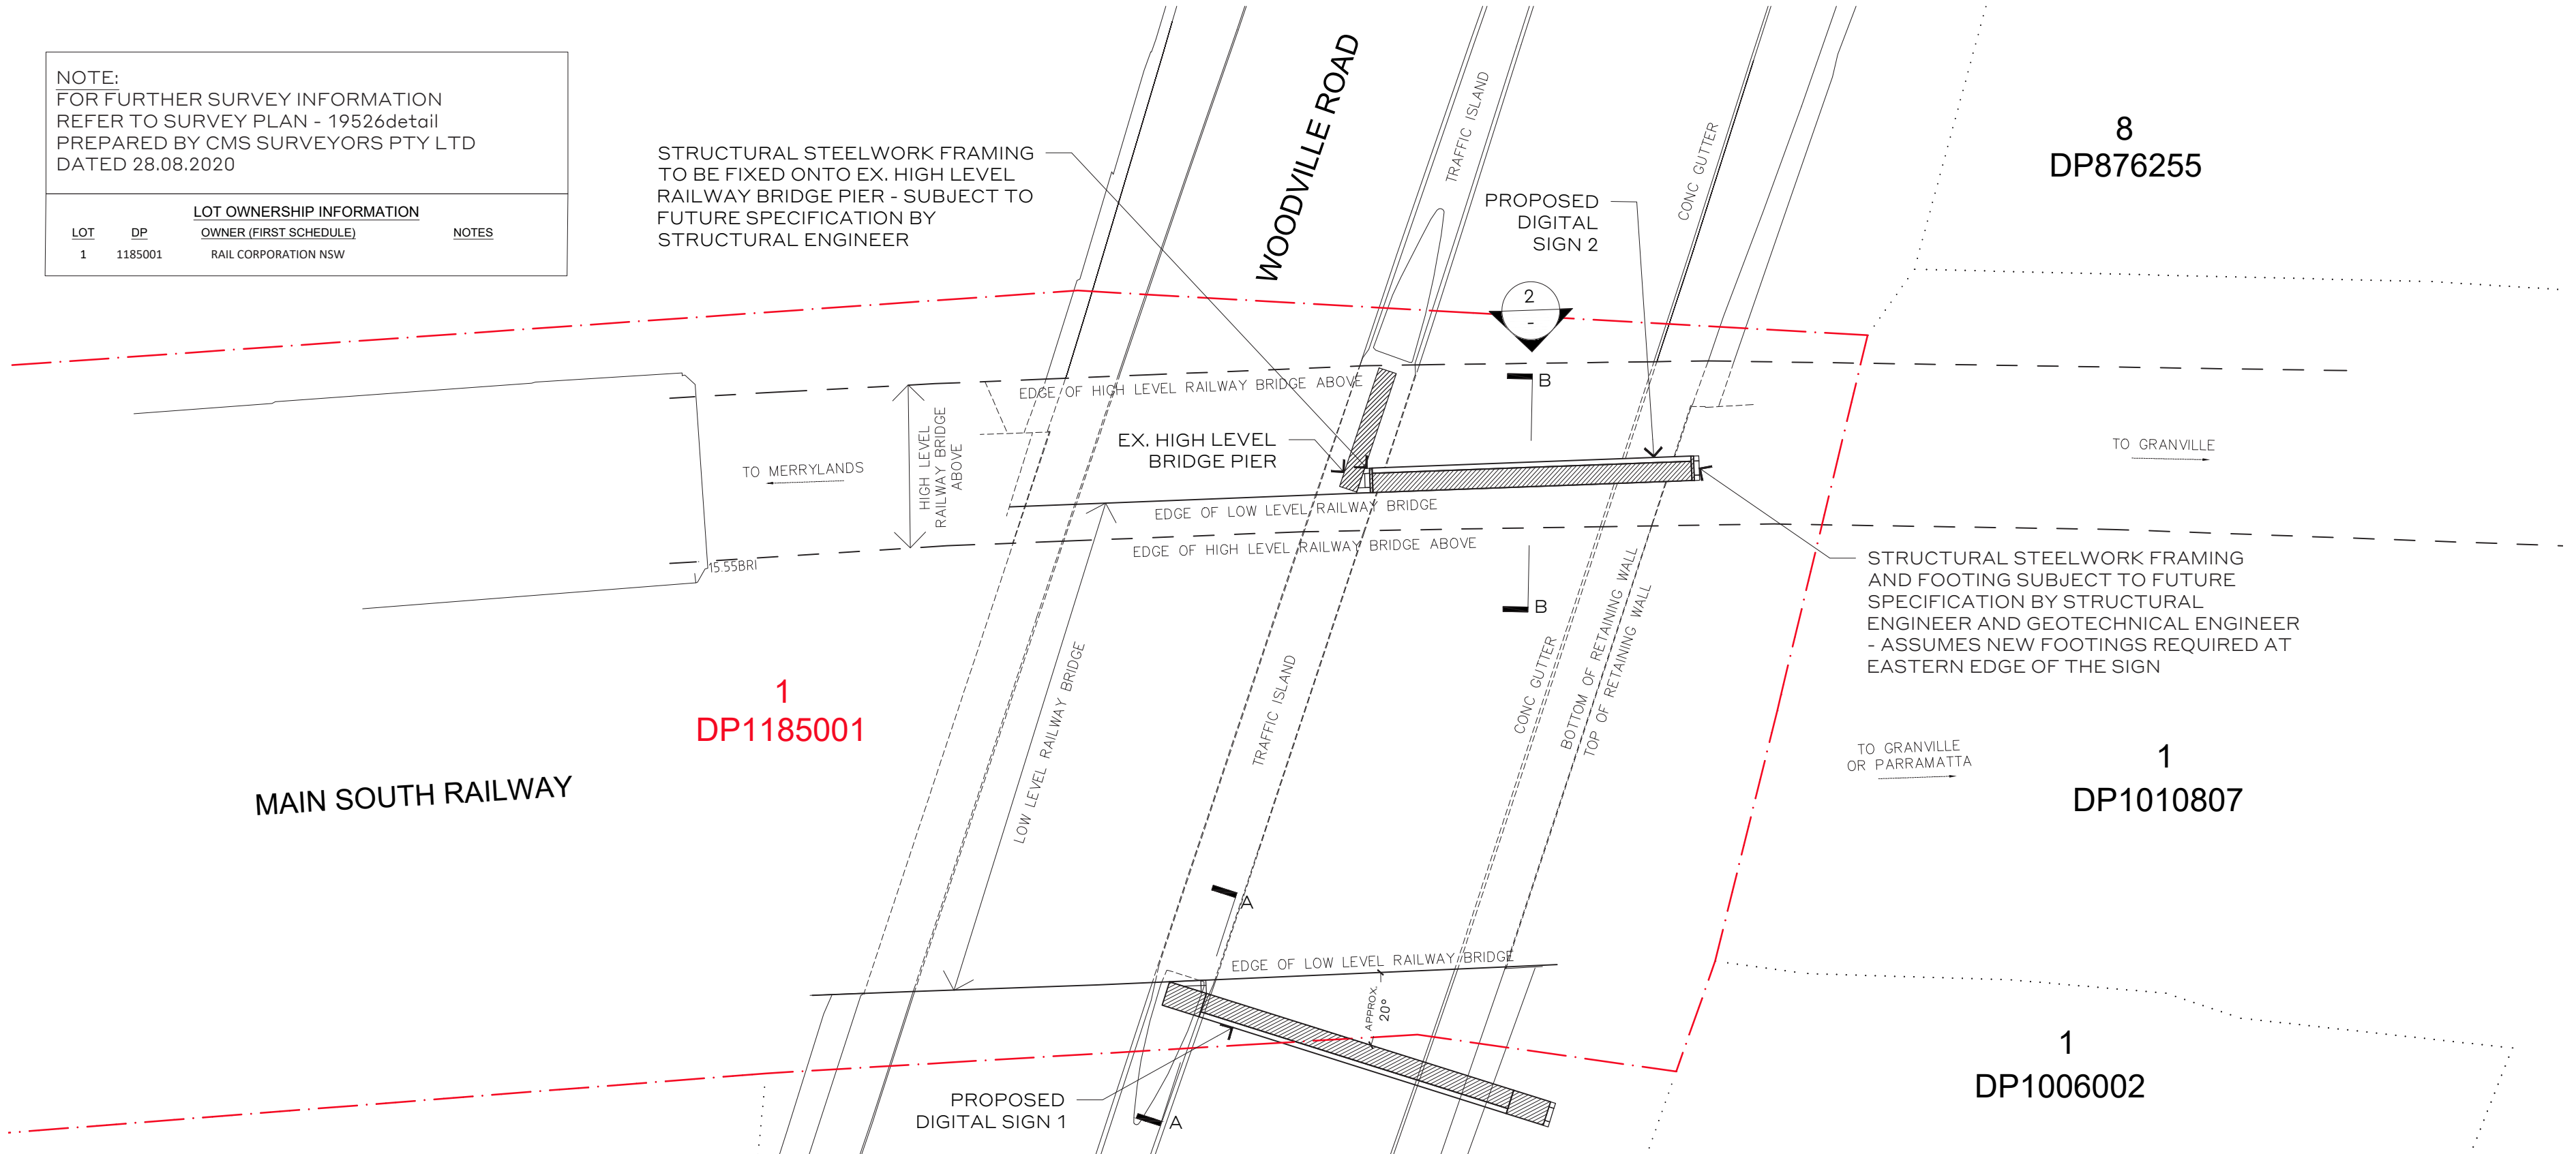 NOTE:
FOR FURTHER SURVEY INFORMATION
REFER TO SURVEY PLAN - 19526detail
PREPARED BY CMS SURVEYORS PTY LTD
DATED 28.08.2020
LOT OWNERSHIP INFORMATION
LOT DP OWNER (FIRST SCHEDULE) NOTES
1 1185001 RAIL CORPORATION NSW
STRUCTURAL STEELWORK FRAMING
TO BE FIXED ONTO EX. HIGH LEVEL
RAILWAY BRIDGE PIER - SUBJECT TO
FUTURE SPECIFICATION BY
STRUCTURAL ENGINEER
WOODVILLE ROAD
TRAFFIC ISLAND
PROPOSED
DIGITAL
SIGN 2
CONC GUTTER
8
DP876255
2
-
B
EDGE OF HIGH LEVEL RAILWAY BRIDGE ABOVE
HIGH LEVEL
RAILWAY BRIDGE
ABOVE
TO MERRYLANDS
EX. HIGH LEVEL
BRIDGE PIER
TO GRANVILLE
EDGE OF LOW LEVEL RAILWAY BRIDGE
EDGE OF HIGH LEVEL RAILWAY BRIDGE ABOVE
15.55BRI
B
STRUCTURAL STEELWORK FRAMING
AND FOOTING SUBJECT TO FUTURE
SPECIFICATION BY STRUCTURAL
ENGINEER AND GEOTECHNICAL ENGINEER
- ASSUMES NEW FOOTINGS REQUIRED AT
EASTERN EDGE OF THE SIGN
1
DP1185001
LOW LEVEL RAILWAY BRIDGE
TRAFFIC ISLAND
CONC GUTTER
BOTTOM OF RETAINING WALL
TOP OF RETAINING WALL
TO GRANVILLE
OR PARRAMATTA
1
DP1010807
MAIN SOUTH RAILWAY
A
EDGE OF LOW LEVEL RAILWAY BRIDGE
APPROX.
20°
1
DP1006002
PROPOSED
DIGITAL SIGN 1
A